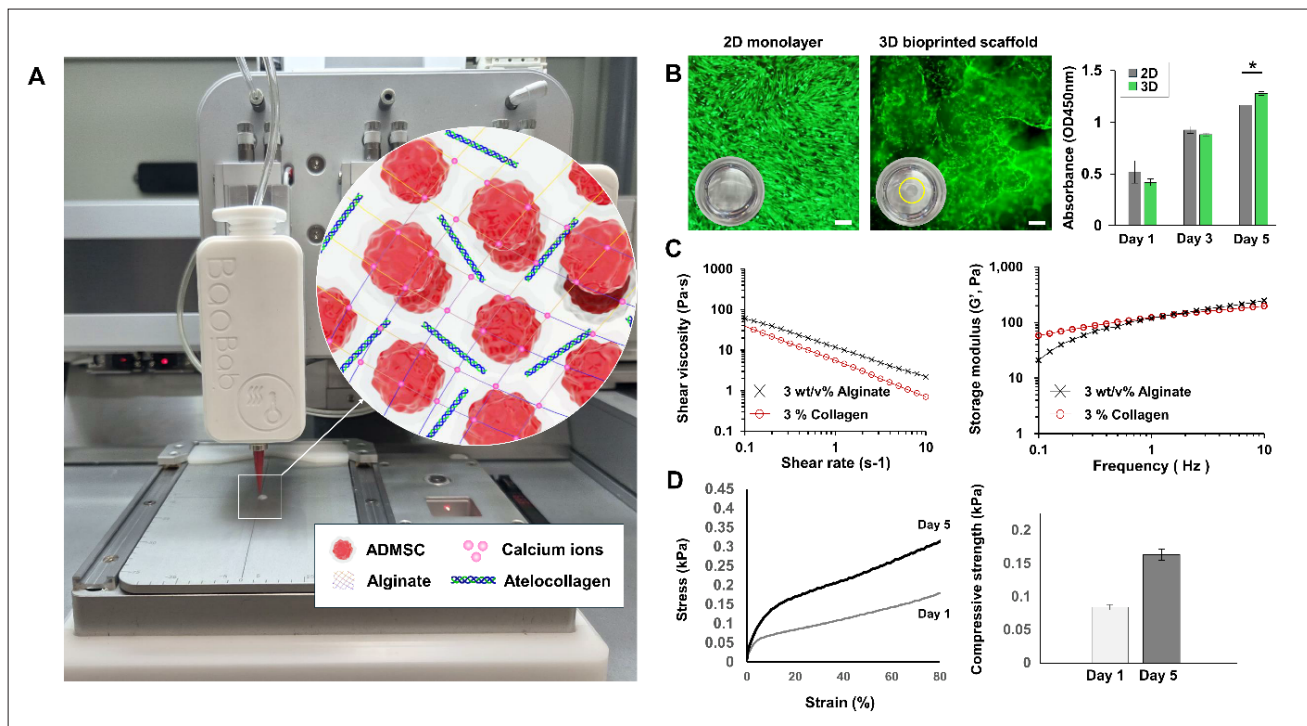 A
BaoBab
ADMSC
Calcium ions
Alginate
Atelocollagen
B
2D monolayer
3D bioprinted scaffold
Absorbance (OD450nm)
1.5
1
0.5
0
2D
3D
*
Day 1
Day 3
Day 5
C
Shear viscosity (Pa·s)
1000
100
10
1
0.1
3 wt/v% Alginate
3 % Collagen
0.1
1
10
Shear rate (s-1)
Storage modulus (G', Pa)
1000
100
10
1
3 wt/v% Alginate
3 % Collagen
0.1
1
10
Frequency ( Hz )
D
Stress (kPa)
0.45
0.4
0.35
0.3
0.25
0.2
0.15
0.1
0.05
0
Day 5
Day 1
0
20
40
60
80
Strain (%)
Compressive strength (kPa)
0.2
0.15
0.1
0.05
0
Day 1
Day 5